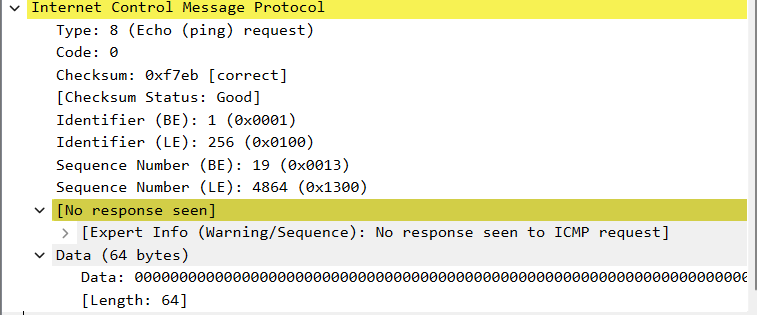 Internet Control Message Protocol
Type: 8 (Echo (ping) request)
Code: 0
Checksum: 0xf7eb [correct]
[Checksum Status: Good]
Identifier (BE): 1 (0x0001)
Identifier (LE): 256 (0x0100)
Sequence Number (BE): 19 (0x0013)
Sequence Number (LE): 4864 (0x1300)
[No response seen]
[Expert Info (Warning/Sequence): No response seen to ICMP request]
Data (64 bytes)
Data: 00000000000000000000000000000000000000000000000000000000000000000000000000
[Length: 64]